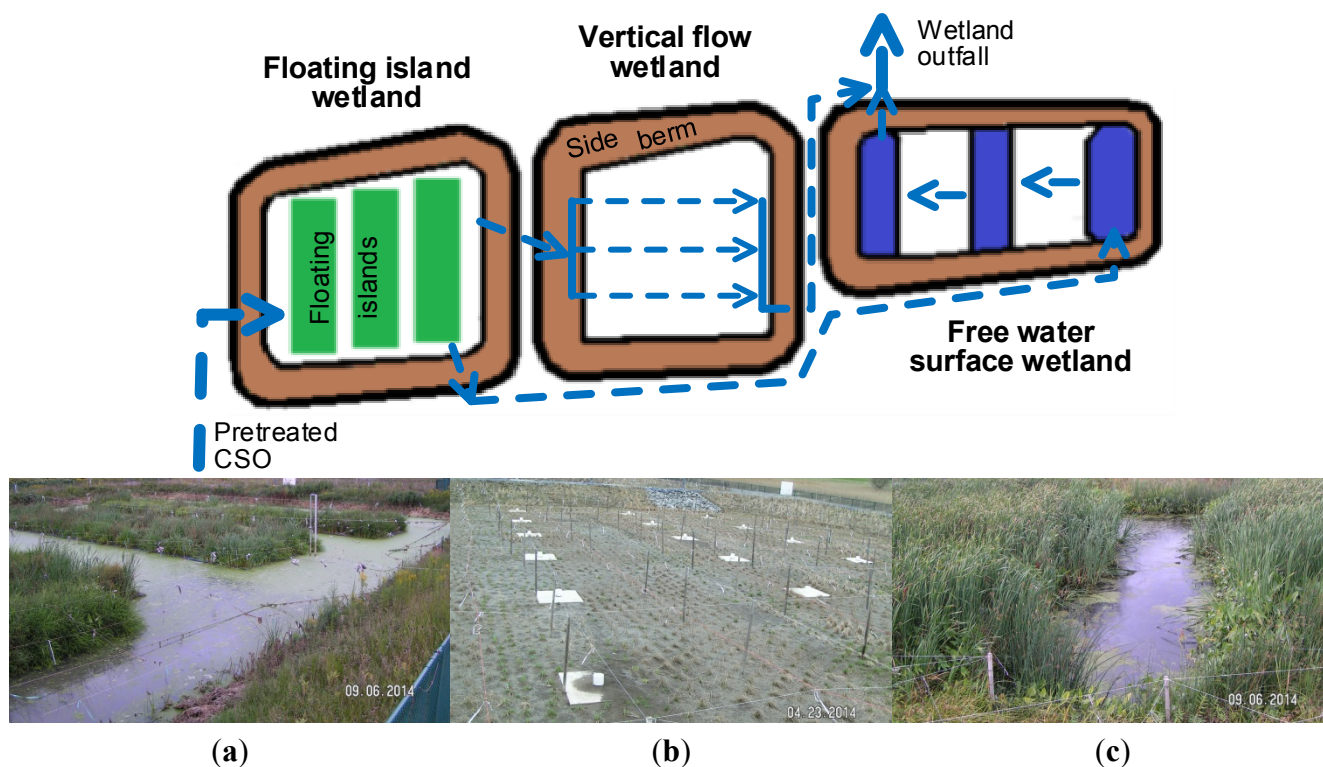 Floating island
wetland
Vertical flow
wetland
Wetland
outfall
Side berm
Floating
islands
Free water
surface wetland
Pretreated
CSO
09.06.2014
04.23.2014
09.06.2014
(a)
(b)
(c)